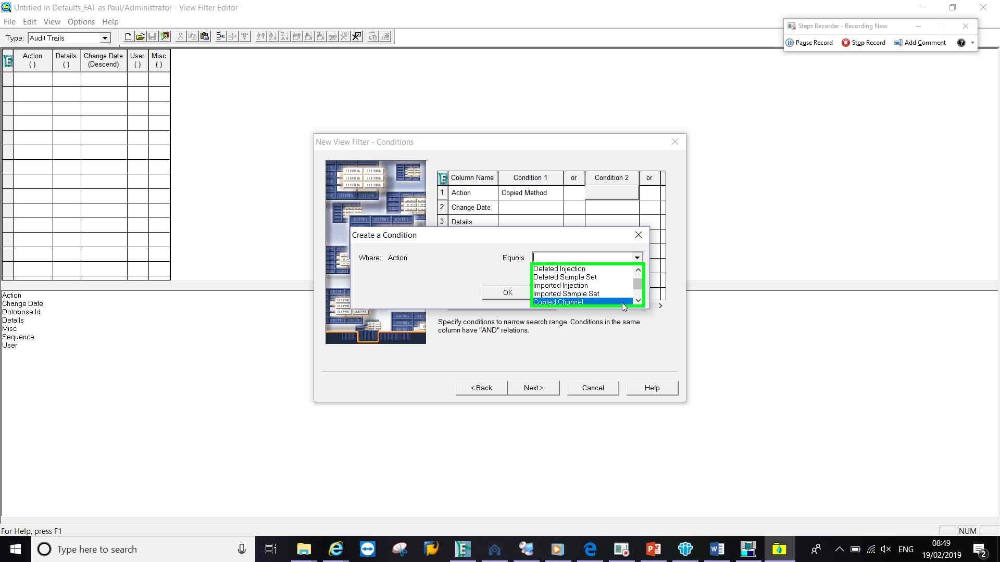 Untitled in Defaults_FAT as Paul/Administrator - View Filter Editor
File Edit View Options Help
Steps Recorder - Recording Now
Type: Audit Trails
Pause Record Stop Record Add Comment
Action Details Change Date User Misc
( ) ( ) (Descend) ( ) ( )
New View Filter - Conditions
Column Name Condition 1 or Condition 2 or
1 Action Copied Method
2 Change Date
3 Details
Create a Condition
Where: Action Equals
Deleted Injection
Deleted Sample Set
Imported Injection
Imported Sample Set
Copied Channel
OK
Specify conditions to narrow search range. Conditions in the same
column have "AND" relations.
< Back Next > Cancel Help
Action
Change Date
Database Id
Details
Misc
Sequence
User
For Help, press F1
NUM
Type here to search
ENG
08:49
19/02/2019
2